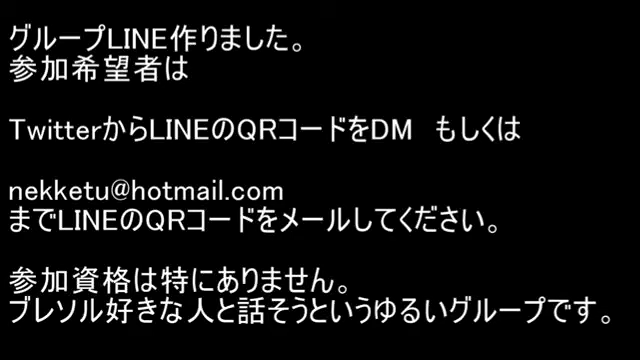 グループLINE作りました。
参加希望者は
TwitterからLINEのQRコードをDM　もしくは
nekketu@hotmail.com
までLINEのQRコードをメールしてください。
参加資格は特にありません。
ブレソル好きな人と話そうというゆるいグループです。